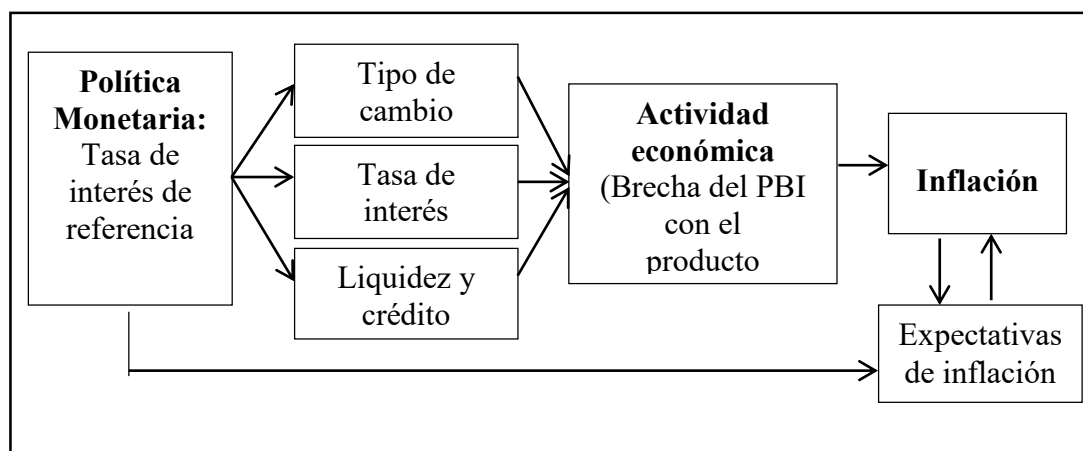 Política
Monetaria:
Tasa de
interés de
referencia
Tipo de
cambio
Tasa de
interés
Liquidez y
crédito
Actividad
económica
(Brecha del PBI
con el
producto
Inflación
Expectativas
de inflación